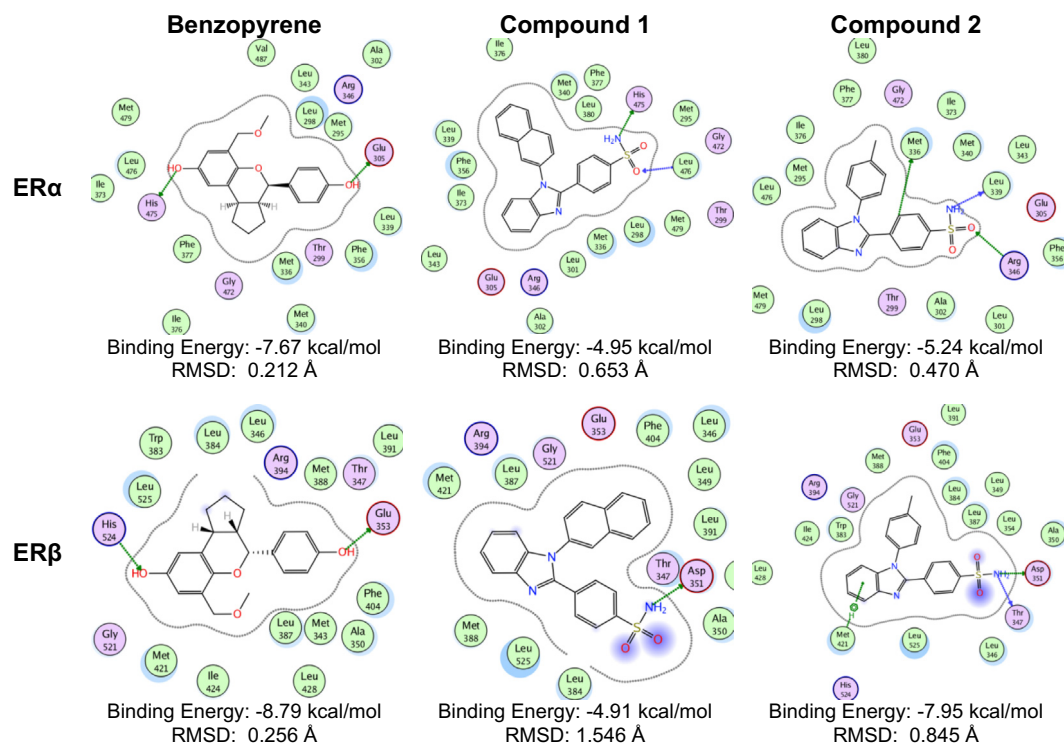 Benzopyrene
Compound 1
Compound 2
ERα
Val
487
Ala
302
Leu
343
Arg
346
Met
479
Leu
298
Met
295
O
HO
O
Glu
305
OH
Leu
476
Ile
373
His
475
H
H
Leu
339
Phe
377
Thr
299
Phe
356
Met
336
Gly
472
Met
340
Ile
376
Binding Energy: -7.67 kcal/mol
RMSD: 0.212 Å
Ile
376
Phe
377
Met
340
Leu
380
His
475
Met
295
Leu
339
H2N
Gly
472
Phe
356
S
O
O
Leu
476
Ile
373
N
N
Thr
299
Met
336
Leu
298
Met
479
Leu
343
Leu
301
Glu
305
Arg
346
Ala
302
Binding Energy: -4.95 kcal/mol
RMSD: 0.653 Å
Leu
380
Phe
377
Gly
472
Ile
373
Ile
376
Met
336
Met
340
Leu
343
Met
295
Leu
476
Leu
339
Glu
305
N
N
S
O
O
Phe
356
Arg
346
Met
479
Leu
298
Thr
299
Ala
302
Leu
301
Binding Energy: -5.24 kcal/mol
RMSD: 0.470 Å
ERβ
Trp
383
Leu
384
Leu
346
Leu
391
Arg
394
Met
388
Thr
347
Leu
525
His
524
H
H
Glu
353
OH
HO
O
O
Phe
404
Leu
387
Met
343
Ala
350
Gly
521
Met
421
Ile
424
Leu
428
Binding Energy: -8.79 kcal/mol
RMSD: 0.256 Å
Glu
353
Arg
394
Phe
404
Leu
346
Gly
521
Met
421
Leu
387
Leu
349
Leu
391
N
N
Thr
347
Asp
351
NH2
S
O
O
Ala
350
Met
388
Leu
525
Leu
384
Binding Energy: -4.91 kcal/mol
RMSD: 1.546 Å
Leu
391
Glu
353
Met
388
Phe
404
Arg
394
Gly
521
Leu
384
Leu
349
Ile
424
Trp
383
Leu
387
Leu
354
Ala
350
Leu
428
N
N
O
S
O
NH2
Asp
351
H
Thr
347
Met
421
Leu
525
Leu
346
His
524
Binding Energy: -7.95 kcal/mol
RMSD: 0.845 Å